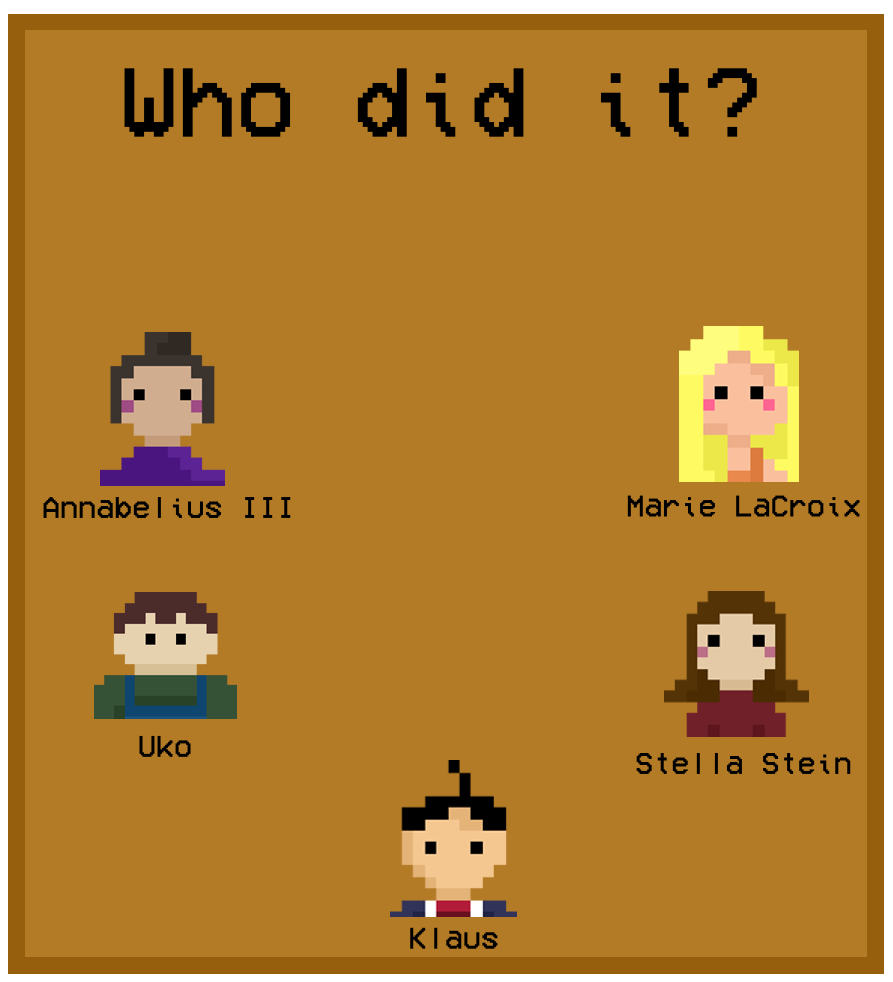 Who did it?
Annabelius III
Marie LaCroix
Uko
Stella Stein
Klaus